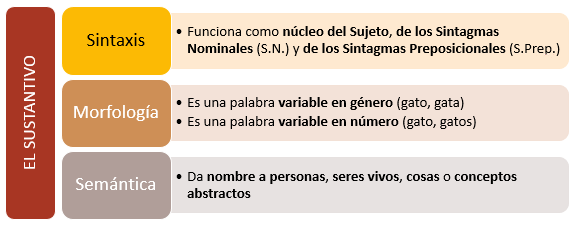 EL SUSTANTIVO
Sintaxis
• Funciona como núcleo del Sujeto, de los Sintagmas
Nominales (S.N.) y de los Sintagmas Preposicionales (S.Prep.)
Morfología
• Es una palabra variable en género (gato, gata)
• Es una palabra variable en número (gato, gatos)
Semántica
• Da nombre a personas, seres vivos, cosas o conceptos
abstractos